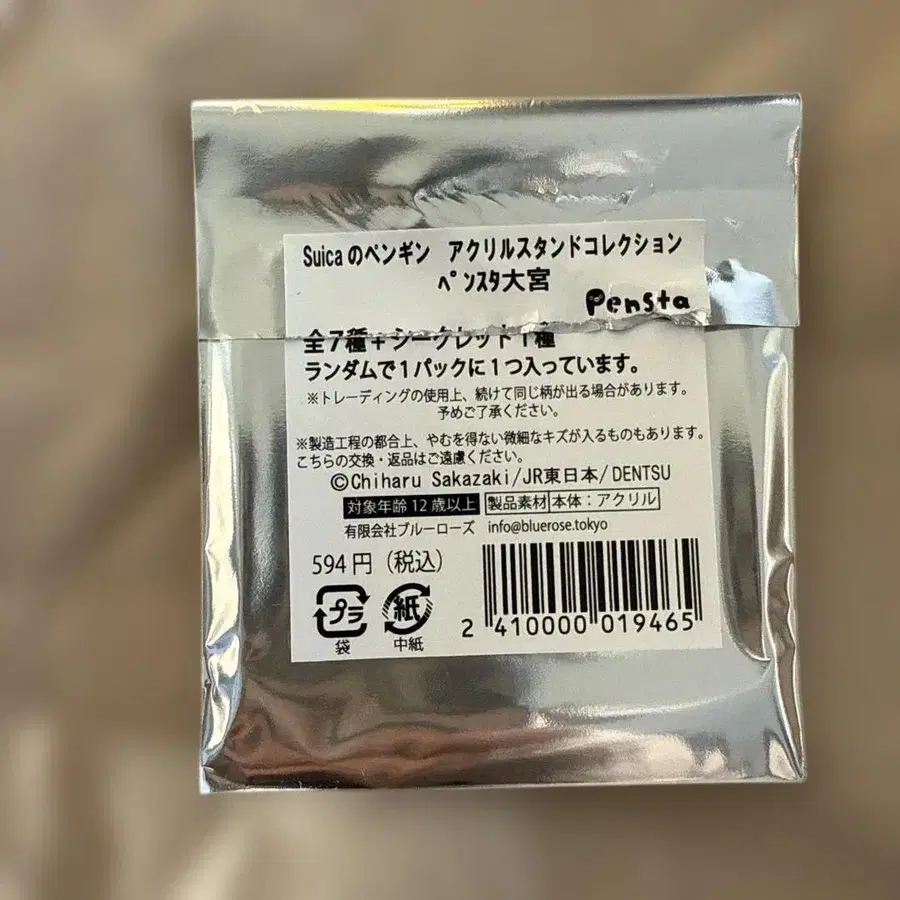 Suicaのペンギン　アクリルスタンドコレクション
ペンスタ大宮
Pensta
全7種+シークレット1種
ランダムで1パックに1つ入っています。
※トレーディングの使用上、続けて同じ柄が出る場合があります。
予めご了承ください。
※製造工程の都合上、やむを得ない微細なキズが入るものもあります。
こちらの交換・返品はご遠慮ください。
©Chiharu Sakazaki/JR東日本/DENTSU
対象年齢12歳以上 製品素材 本体：アクリル
有限会社ブルーローズ info@bluerose.tokyo
594円（税込）
プラ 紙
袋 中紙
2 410000 019465